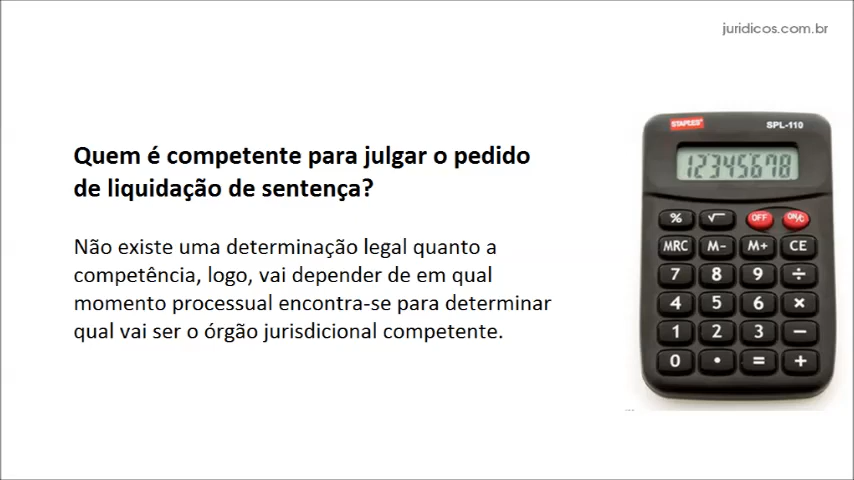 juridicos.com.br
Quem é competente para julgar o pedido
de liquidação de sentença?
Não existe uma determinação legal quanto a
competência, logo, vai depender de em qual
momento processual encontra-se para determinar
qual vai ser o órgão jurisdicional competente.
STAPLES SPL-110
12345678
% √ OFF ON/C
MRC M- M+ CE
7 8 9 ÷
4 5 6 ×
1 2 3 −
0 • = +